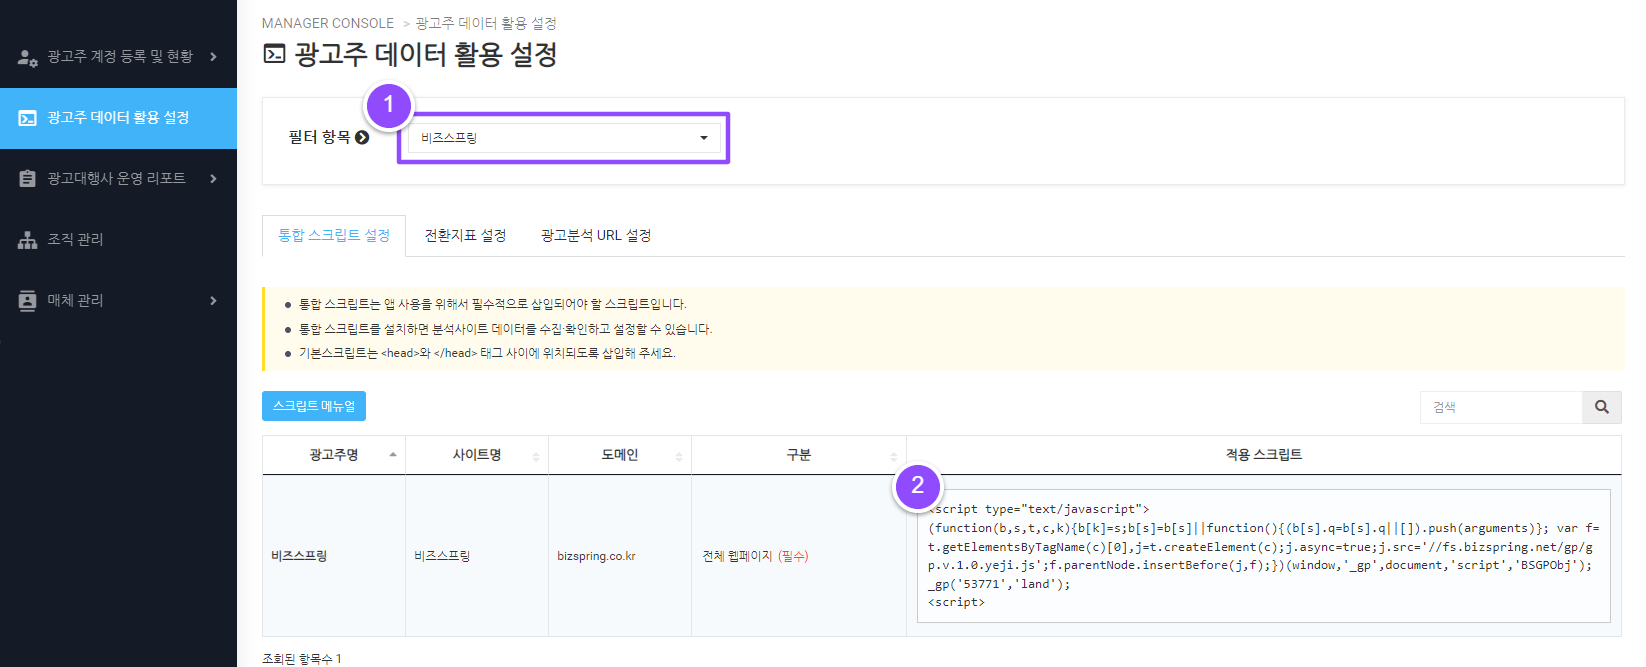 MANAGER CONSOLE > 광고주 데이터 활용 설정
광고주 데이터 활용 설정
광고주 계정 등록 및 현황
광고주 데이터 활용 설정
광고대행사 운영 리포트
조직 관리
매체 관리
1
필터 항목
비즈스프링
통합 스크립트 설정
전환지표 설정
광고분석 URL 설정
통합 스크립트는 앱 사용을 위해서 필수적으로 삽입되어야 할 스크립트입니다.
통합 스크립트를 설치하면 분석사이트 데이터를 수집·확인하고 설정할 수 있습니다.
기본스크립트는 <head>와 </head> 태그 사이에 위치되도록 삽입해 주세요.
스크립트 메뉴얼
검색
광고주명
사이트명
도메인
구분
적용 스크립트
2
비즈스프링
비즈스프링
bizspring.co.kr
전체 웹페이지 (필수)
<script type="text/javascript">
(function(b,s,t,c,k){b[k]=s;b[s]=b[s]||function(){(b[s].q=b[s].q||[]).push(arguments)}; var f=
t.getElementsByTagName(c)[0],j=t.createElement(c);j.async=true;j.src='//fs.bizspring.net/gp/g
p.v.1.0.yeji.js';f.parentNode.insertBefore(j,f);})(window,'_gp',document,'script','BSGPObj');
_gp('53771','land');
<script>
조회된 항목수 1